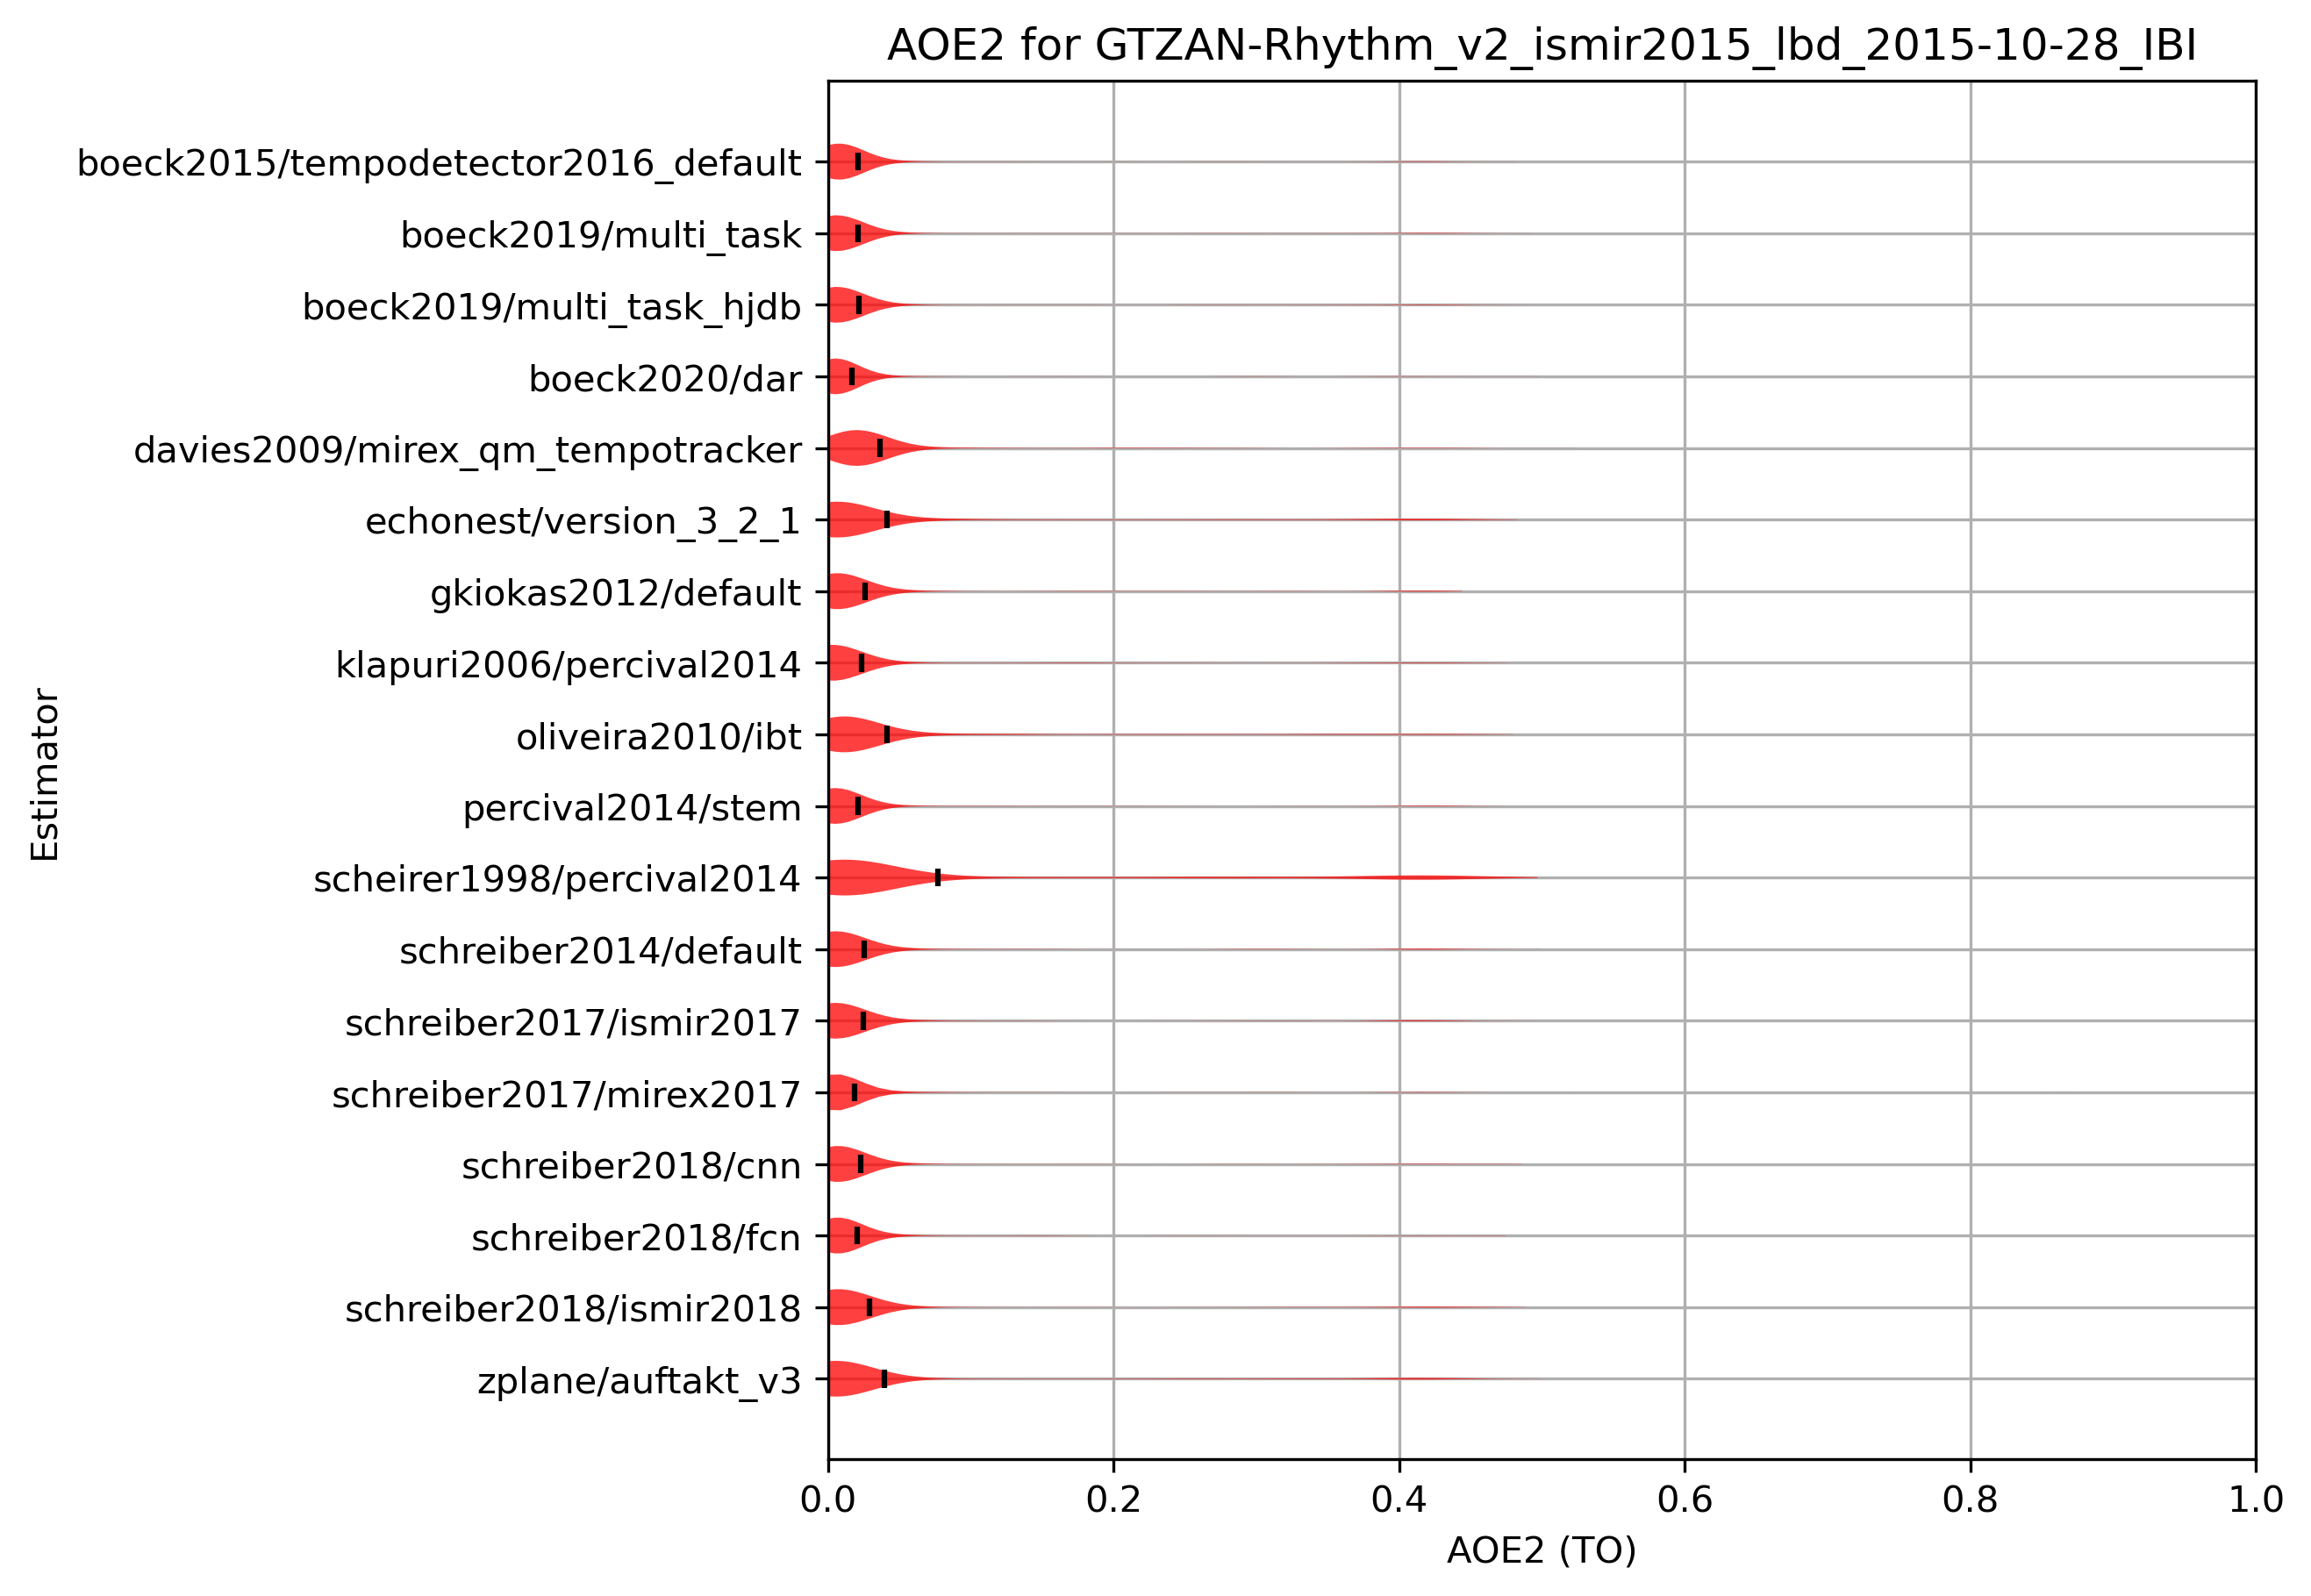 AOE2 for GTZAN-Rhythm_v2_ismir2015_lbd_2015-10-28_IBI
boeck2015/tempodetector2016_default
boeck2019/multi_task
boeck2019/multi_task_hjdb
boeck2020/dar
davies2009/mirex_qm_tempotracker
echonest/version_3_2_1
gkiokas2012/default
klapuri2006/percival2014
oliveira2010/ibt
percival2014/stem
scheirer1998/percival2014
schreiber2014/default
schreiber2017/ismir2017
schreiber2017/mirex2017
schreiber2018/cnn
schreiber2018/fcn
schreiber2018/ismir2018
zplane/auftakt_v3
Estimator
0.0 0.2 0.4 0.6 0.8 1.0
AOE2 (TO)